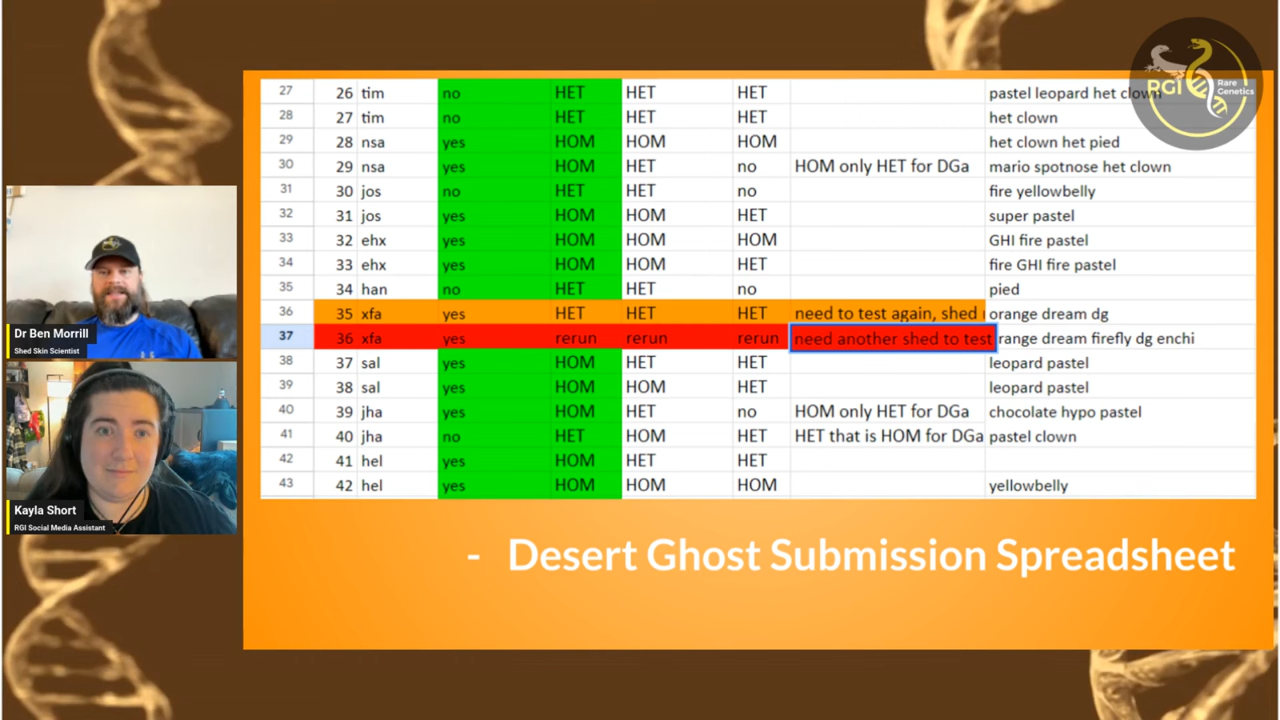 RGI Rare Genetics
27 26 tim no HET HET HET pastel leopard het clown
28 27 tim no HET HET HET het clown
29 28 nsa yes HOM HOM HOM het clown het pied
30 29 nsa yes HOM HET no HOM only HET for DGa mario spotnose het clown
31 30 jos no HET HET no fire yellowbelly
32 31 jos yes HOM HOM HET super pastel
33 32 ehx yes HOM HOM HOM GHI fire pastel
34 33 ehx yes HOM HOM HET fire GHI fire pastel
35 34 han no HET HET no pied
36 35 xfa yes HET HET HET need to test again, shed orange dream dg
37 36 xfa yes rerun rerun rerun need another shed to test range dream firefly dg enchi
38 37 sal yes HOM HET HET leopard pastel
39 38 sal yes HOM HOM HET leopard pastel
40 39 jha yes HOM HET no HOM only HET for DGa chocolate hypo pastel
41 40 jha no HET HOM HET HET that is HOM for DGa pastel clown
42 41 hel yes HOM HET HET
43 42 hel yes HOM HOM HOM yellowbelly
Dr Ben Morrill
Shed Skin Scientist
Kayla Short
RGI Social Media Assistant
- Desert Ghost Submission Spreadsheet